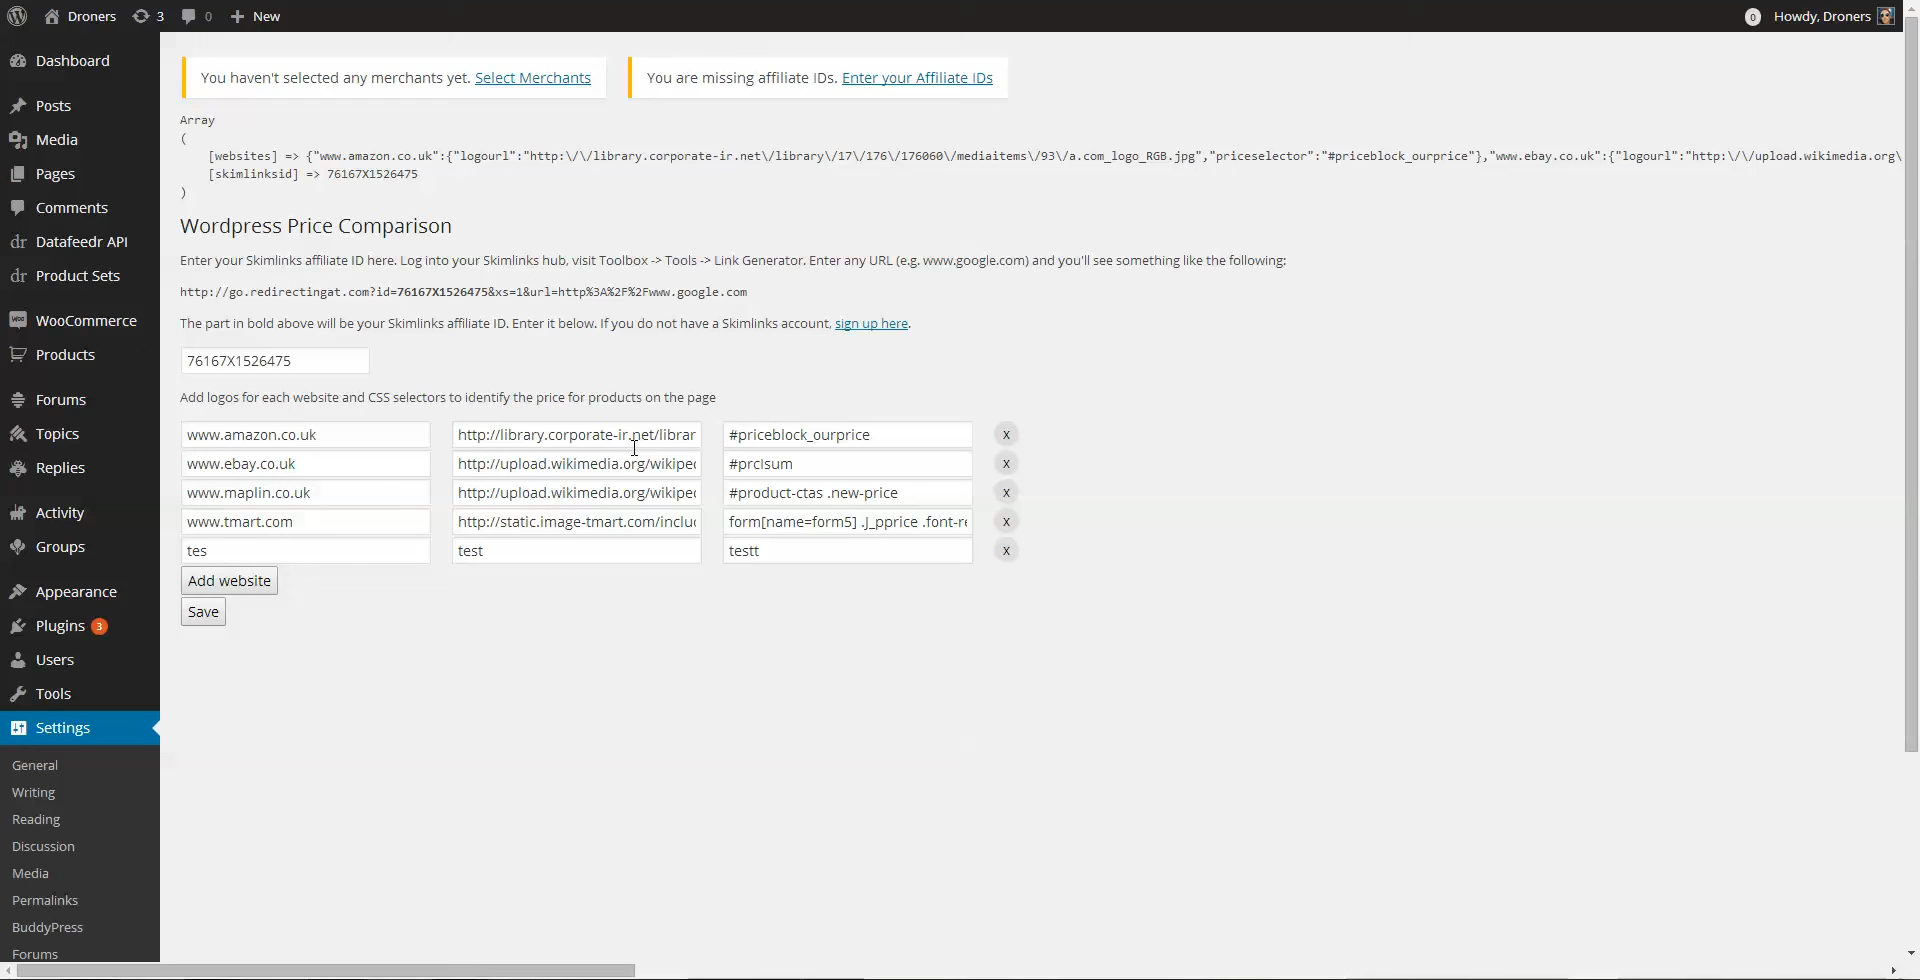 Droners 3 0 New 0 Howdy, Droners
Dashboard
Posts
Media
Pages
Comments
dr Datafeedr API
dr Product Sets
Woo WooCommerce
Products
Forums
Topics
Replies
Activity
Groups
Appearance
Plugins 3
Users
Tools
Settings
General
Writing
Reading
Discussion
Media
Permalinks
BuddyPress
Forums
You haven't selected any merchants yet. Select Merchants
You are missing affiliate IDs. Enter your Affiliate IDs
Array
(
[websites] => {"www.amazon.co.uk":{"logourl":"http:\/\/library.corporate-ir.net\/library\/17\/176\/176060\/mediaitems\/93\/a.com_logo_RGB.jpg","priceselector":"#priceblock_ourprice"},"www.ebay.co.uk":{"logourl":"http:\/\/upload.wikimedia.org\
[skimlinksid] => 76167X1526475
)
Wordpress Price Comparison
Enter your Skimlinks affiliate ID here. Log into your Skimlinks hub, visit Toolbox -> Tools -> Link Generator. Enter any URL (e.g. www.google.com) and you'll see something like the following:
http://go.redirectingat.com?id=76167X1526475&xs=1&url=http%3A%2F%2Fwww.google.com
The part in bold above will be your Skimlinks affiliate ID. Enter it below. If you do not have a Skimlinks account, sign up here.
76167X1526475
Add logos for each website and CSS selectors to identify the price for products on the page
www.amazon.co.uk http://library.corporate-ir.net/librar #priceblock_ourprice X
www.ebay.co.uk http://upload.wikimedia.org/wikiped #prcIsum X
www.maplin.co.uk http://upload.wikimedia.org/wikiped #product-ctas .new-price X
www.tmart.com http://static.image-tmart.com/includ form[name=form5] .J_pprice .font-re X
tes test testt X
Add website
Save